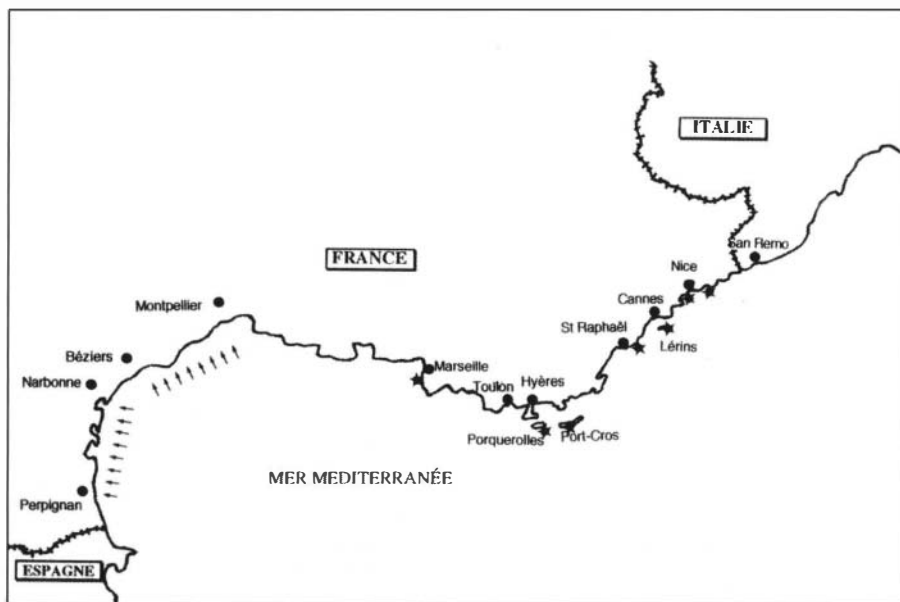 ITALIE
San Remo
FRANCE
Nice
Montpellier
Cannes
St Raphaël
Lérins
Béziers
Marseille
Narbonne
Toulon
Hyères
Porquerolles
Port-Cros
MER MEDITERRANÉE
Perpignan
ESPAGNE